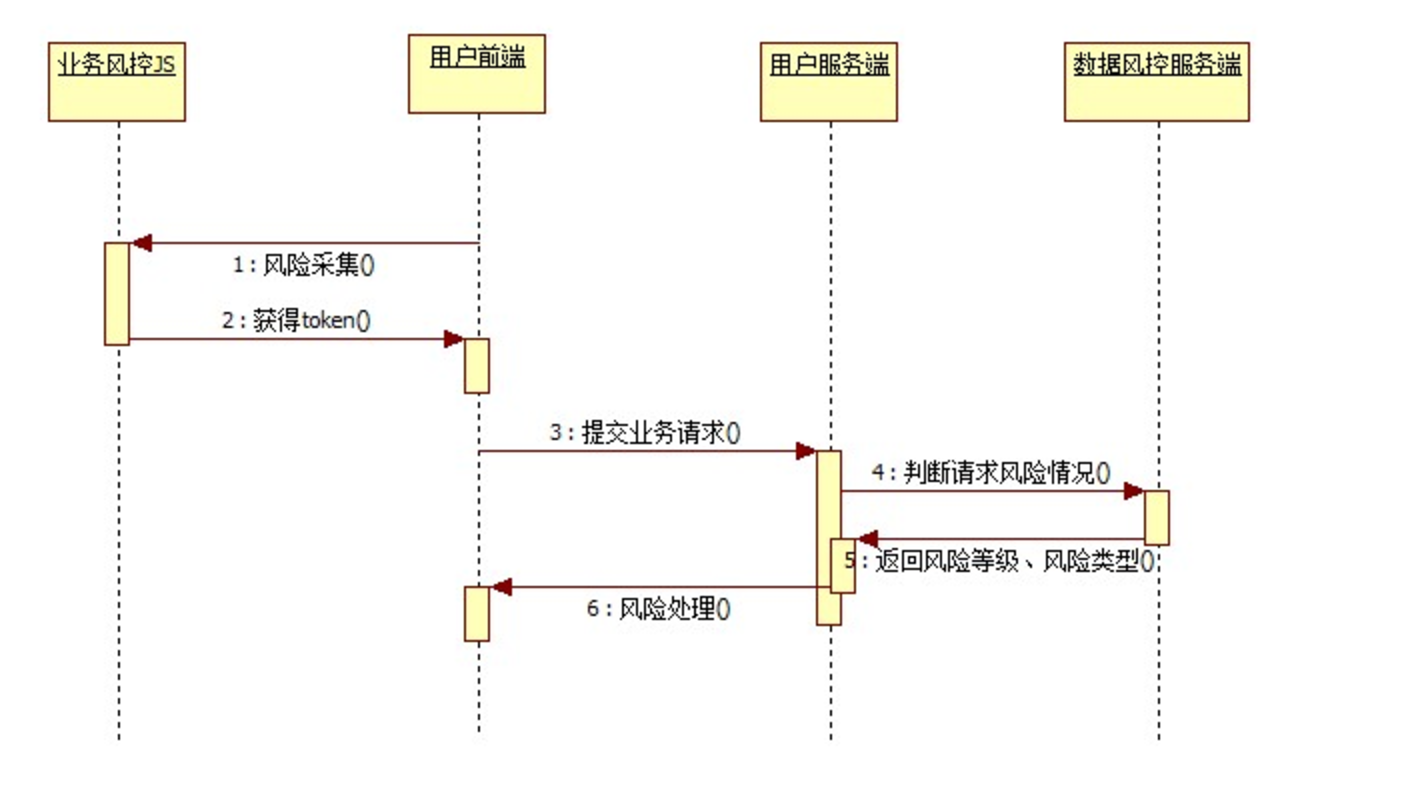 业务风控JS
用户前端
用户服务端
数据风控服务端
1:风险采集()
2:获得token()
3:提交业务请求()
4:判断请求风险情况()
5:返回风险等级、风险类型()
6:风险处理()